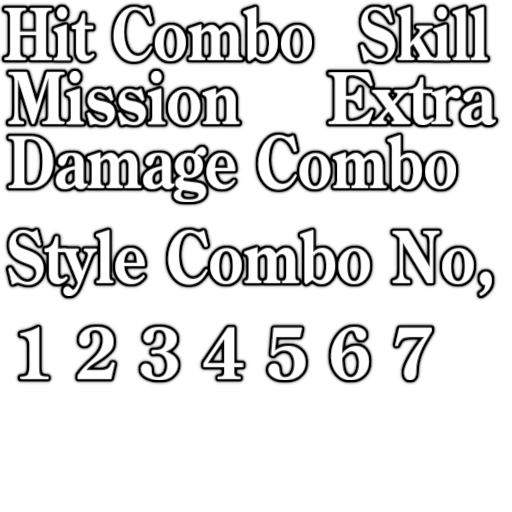 Hit Combo Skill
Mission Extra
Damage Combo
Style Combo No,
1 2 3 4 5 6 7